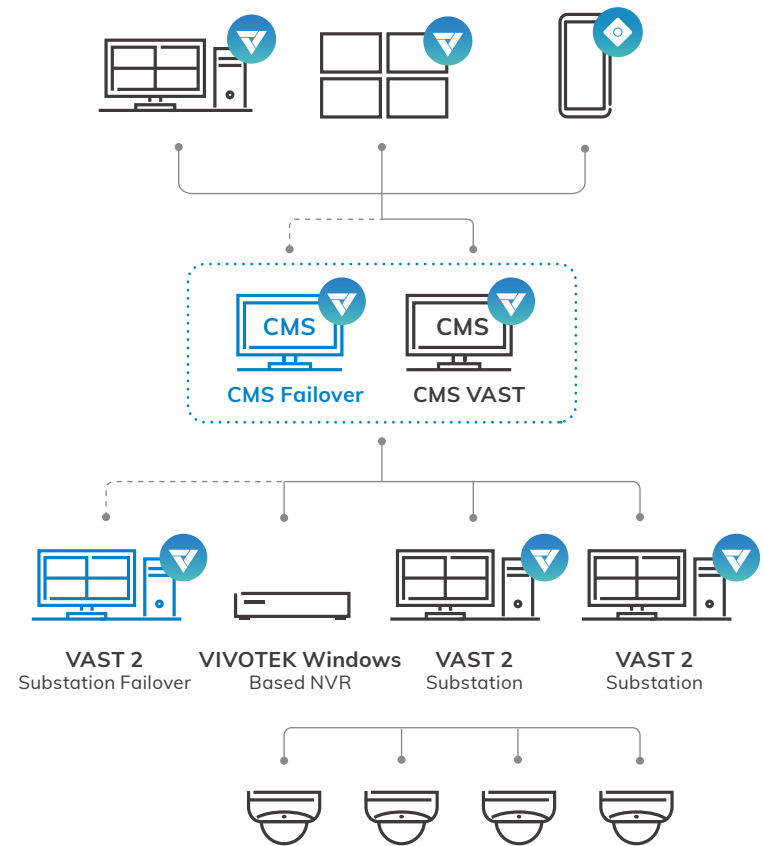 CMS
CMS
CMS Failover
CMS VAST
VAST 2
Substation Failover
VIVOTEK Windows
Based NVR
VAST 2
Substation
VAST 2
Substation